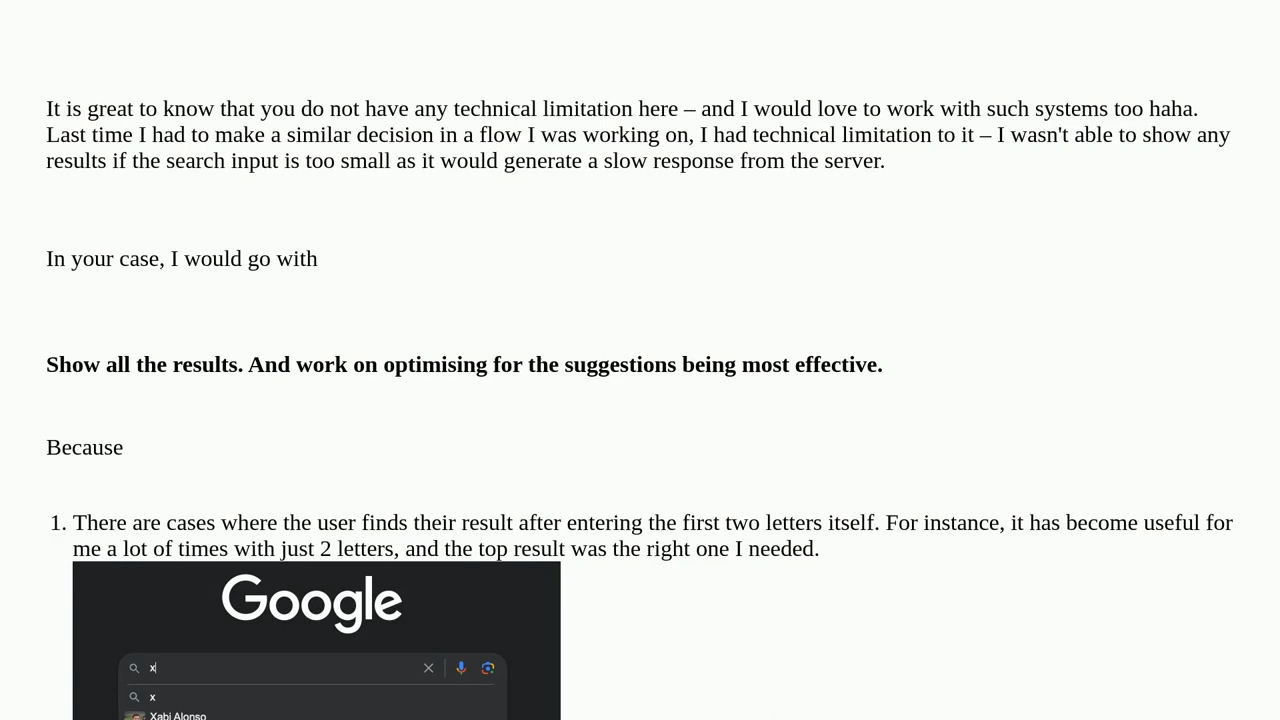 It is great to know that you do not have any technical limitation here – and I would love to work with such systems too haha.
Last time I had to make a similar decision in a flow I was working on, I had technical limitation to it – I wasn't able to show any
results if the search input is too small as it would generate a slow response from the server.
In your case, I would go with
Show all the results. And work on optimising for the suggestions being most effective.
Because
1. There are cases where the user finds their result after entering the first two letters itself. For instance, it has become useful for
me a lot of times with just 2 letters, and the top result was the right one I needed.
Google
x
x
Xabi Alonso